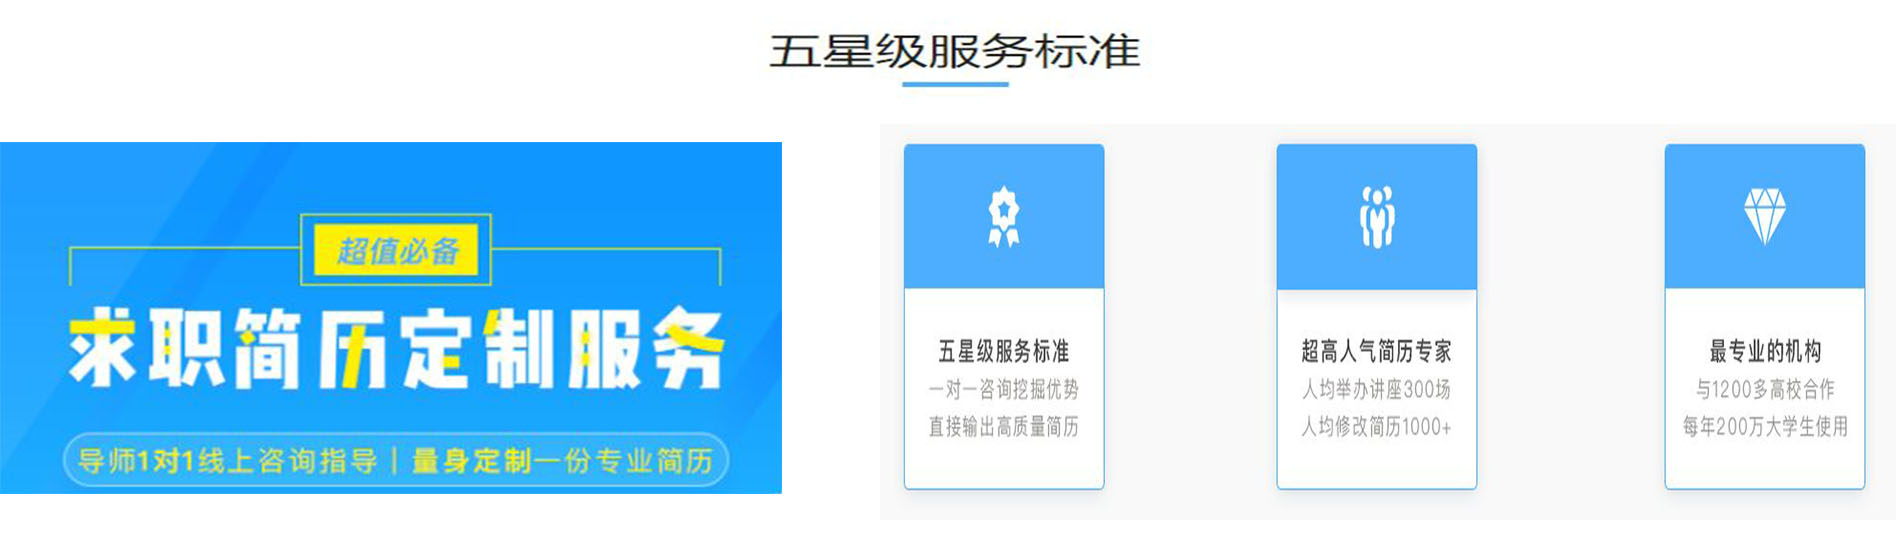 五星级服务标准
超值必备
求职简历定制服务
导师1对1线上咨询指导｜量身定制一份专业简历
五星级服务标准
一对一咨询挖掘优势
直接输出高质量简历
超高人气简历专家
人均举办讲座300场
人均修改简历1000+
最专业的机构
与1200多高校合作
每年200万大学生使用